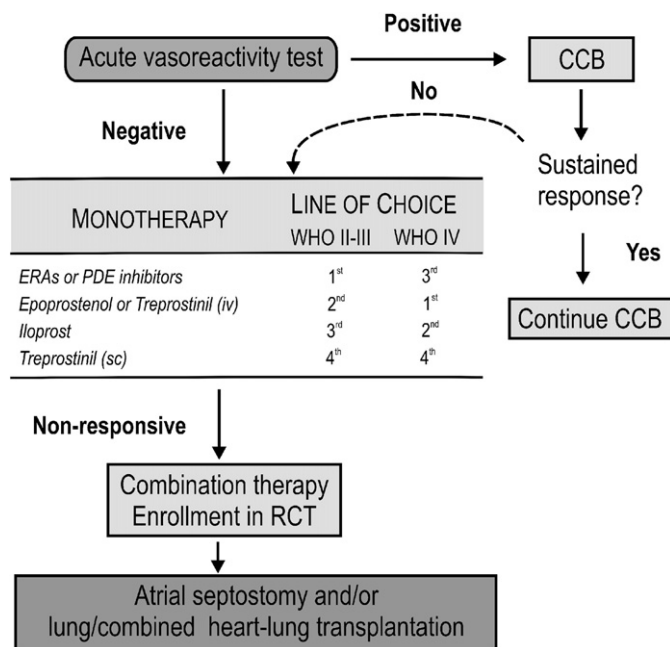 Positive
Acute vasoreactivity test
CCB
No
Negative
Sustained
response?
MONOTHERAPY
LINE OF CHOICE
WHO II-III WHO IV
Yes
ERAs or PDE inhibitors 1st 3rd
Epoprostenol or Treprostinil (iv) 2nd 1st
Iloprost 3rd 2nd
Treprostinil (sc) 4th 4th
Continue CCB
Non-responsive
Combination therapy
Enrollment in RCT
Atrial septostomy and/or
lung/combined heart-lung transplantation